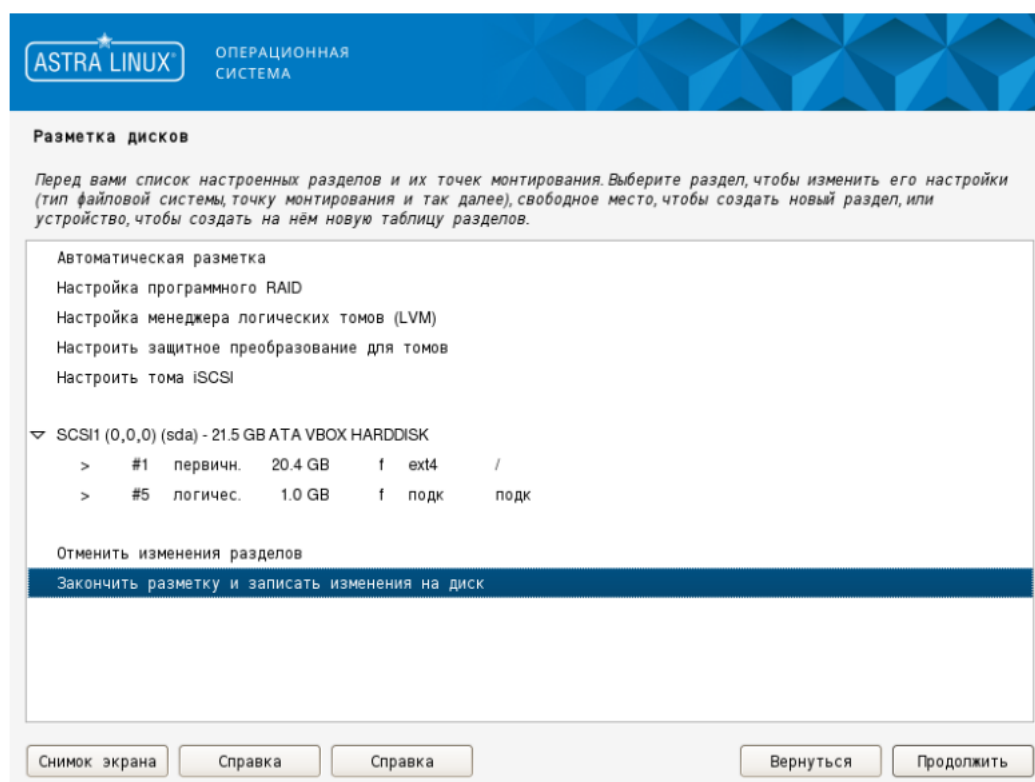 ASTRA LINUX®
ОПЕРАЦИОННАЯ
СИСТЕМА
Разметка дисков
Перед вами список настроенных разделов и их точек монтирования. Выберите раздел, чтобы изменить его настройки
(тип файловой системы, точку монтирования и так далее), свободное место, чтобы создать новый раздел, или
устройство, чтобы создать на нём новую таблицу разделов.
Автоматическая разметка
Настройка программного RAID
Настройка менеджера логических томов (LVM)
Настроить защитное преобразование для томов
Настроить тома iSCSI
SCSI1 (0,0,0) (sda) - 21.5 GB ATA VBOX HARDDISK
> #1 первичн. 20.4 GB f ext4 /
> #5 логичес. 1.0 GB f подк подк
Отменить изменения разделов
Закончить разметку и записать изменения на диск
Снимок экрана Справка Справка Вернуться Продолжить